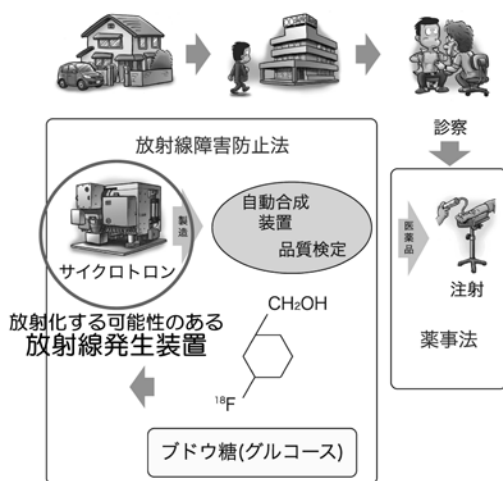 診察
放射線障害防止法
サイクロトロン
製造
自動合成
装置
品質検定
医薬品
注射
薬事法
放射化する可能性のある
放射線発生装置
CH₂OH
¹⁸F
ブドウ糖(グルコース)